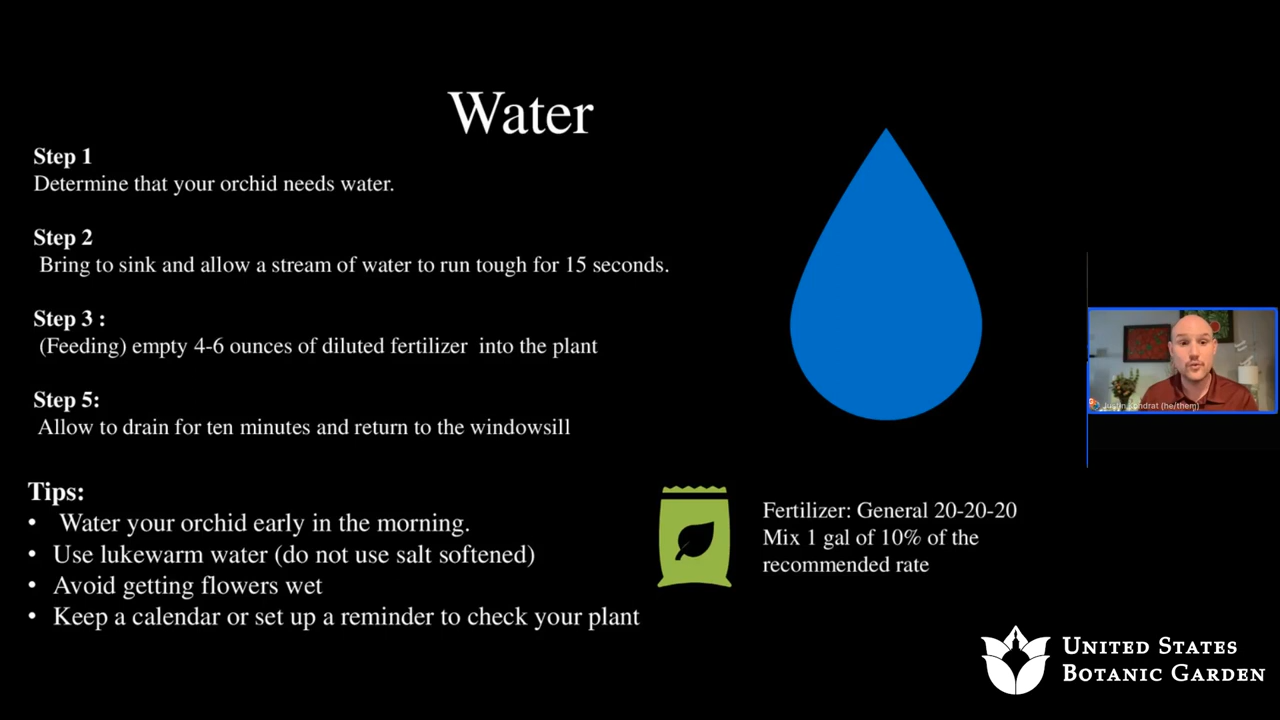 Water
Step 1
Determine that your orchid needs water.
Step 2
Bring to sink and allow a stream of water to run tough for 15 seconds.
Step 3 :
(Feeding) empty 4-6 ounces of diluted fertilizer into the plant
Step 5:
Allow to drain for ten minutes and return to the windowsill
Tips:
• Water your orchid early in the morning.
• Use lukewarm water (do not use salt softened)
• Avoid getting flowers wet
• Keep a calendar or set up a reminder to check your plant
Fertilizer: General 20-20-20
Mix 1 gal of 10% of the
recommended rate
(he/them)
UNITED STATES
BOTANIC GARDEN